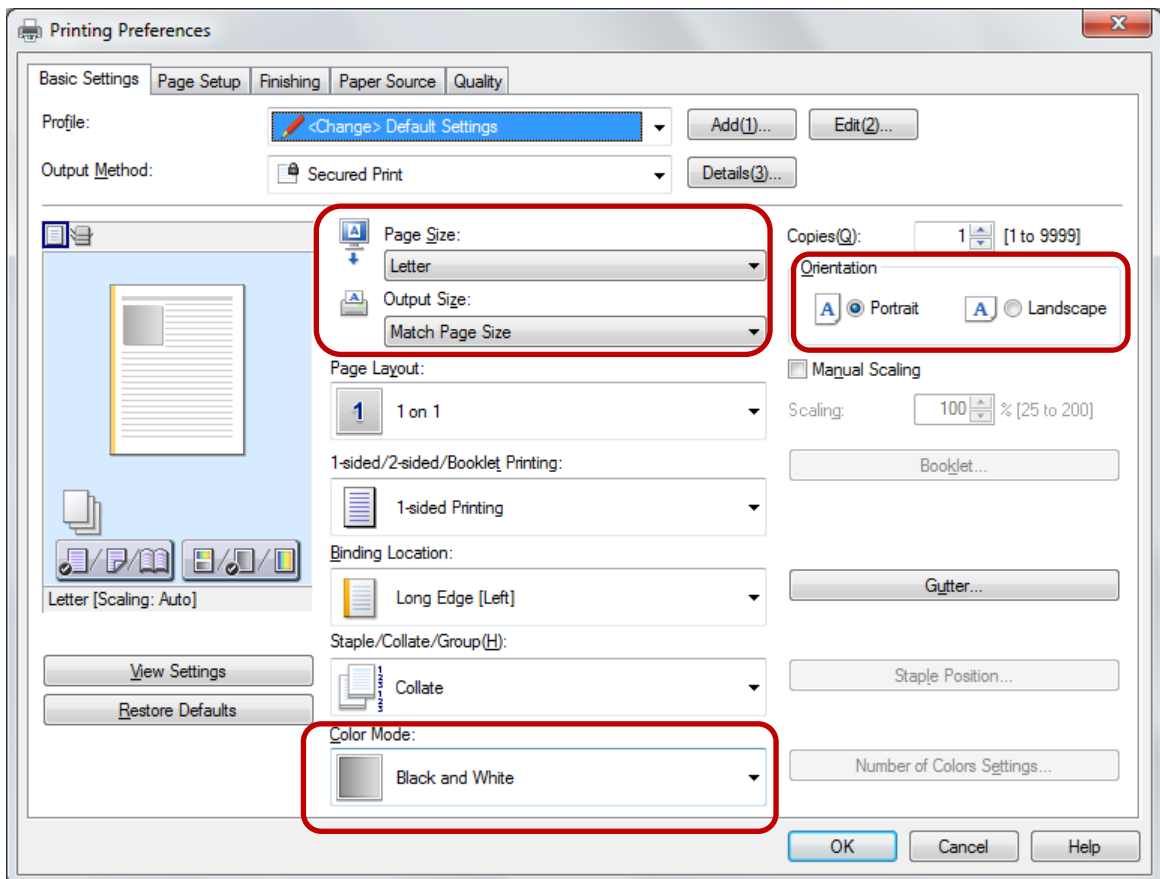 Printing Preferences
X
Basic Settings Page Setup Finishing Paper Source Quality
Profile: <Change> Default Settings Add(1)... Edit(2)...
Output Method: Secured Print Details(3)...
A Page Size:
Letter
A Output Size:
Match Page Size
Copies(Q): 1 [1 to 9999]
Orientation
A Portrait A Landscape
Page Layout:
1 1 on 1
Manual Scaling
Scaling: 100 % [25 to 200]
1-sided/2-sided/Booklet Printing:
1-sided Printing
Booklet...
Binding Location:
Long Edge [Left]
Gutter...
Letter [Scaling: Auto]
Staple/Collate/Group(H):
123123 Collate
Staple Position...
View Settings
Restore Defaults
Color Mode:
Black and White
Number of Colors Settings...
OK Cancel Help